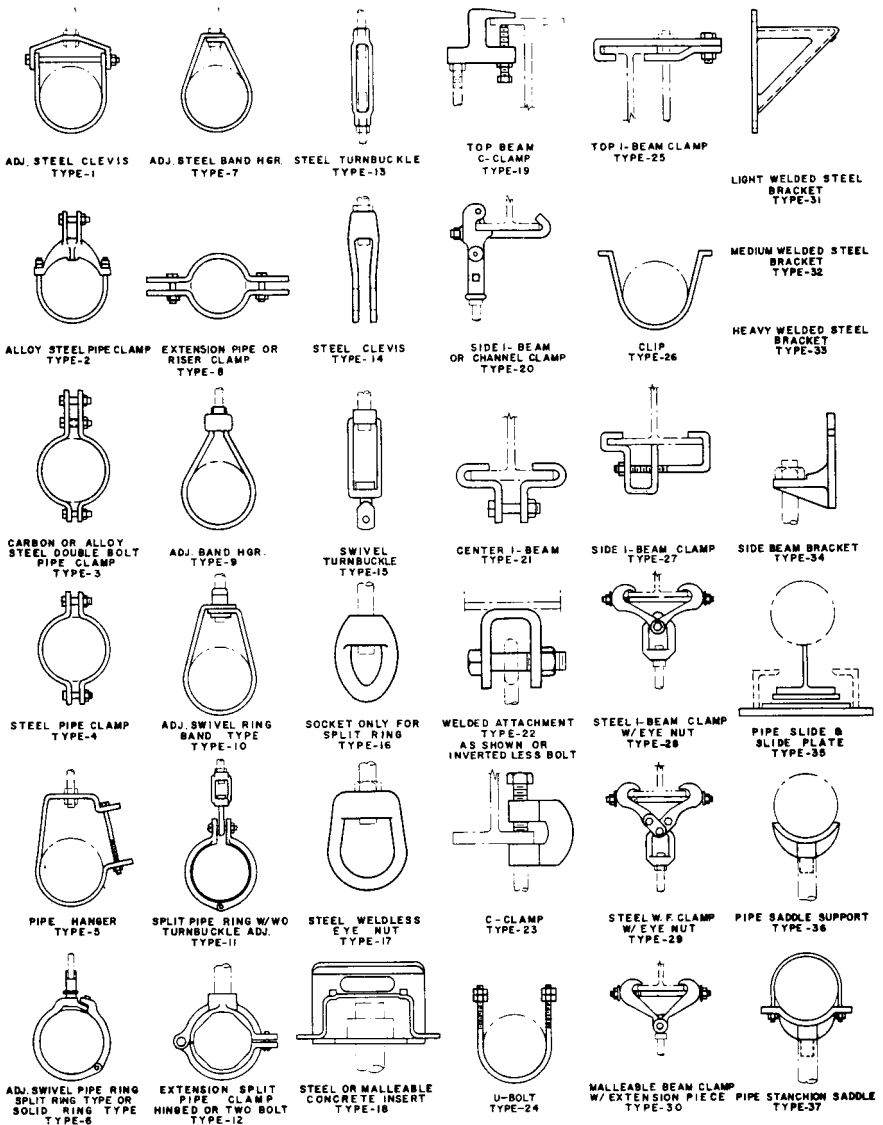 ADJ. STEEL CLEVIS
TYPE-1
ADJ. STEEL BAND HGR.
TYPE-7
STEEL TURNBUCKLE
TYPE-13
TOP BEAM
C-CLAMP
TYPE-19
TOP I-BEAM CLAMP
TYPE-25
LIGHT WELDED STEEL
BRACKET
TYPE-31
ALLOY STEEL PIPE CLAMP
TYPE-2
EXTENSION PIPE OR
RISER CLAMP
TYPE-8
STEEL CLEVIS
TYPE-14
SIDE I-BEAM
OR CHANNEL CLAMP
TYPE-20
CLIP
TYPE-26
MEDIUM WELDED STEEL
BRACKET
TYPE-32
HEAVY WELDED STEEL
BRACKET
TYPE-33
CARBON OR ALLOY
STEEL DOUBLE BOLT
PIPE CLAMP
TYPE-3
ADJ. BAND HGR.
TYPE-9
SWIVEL
TURNBUCKLE
TYPE-15
CENTER I-BEAM
TYPE-21
SIDE I-BEAM CLAMP
TYPE-27
SIDE BEAM BRACKET
TYPE-34
STEEL PIPE CLAMP
TYPE-4
ADJ. SWIVEL RING
BAND TYPE
TYPE-10
SOCKET ONLY FOR
SPLIT RING
TYPE-16
WELDED ATTACHMENT
TYPE-22
AS SHOWN OR
INVERTED LESS BOLT
STEEL I-BEAM CLAMP
W/EYE NUT
TYPE-28
PIPE SLIDE &
SLIDE PLATE
TYPE-35
PIPE HANGER
TYPE-5
SPLIT PIPE RING W/WO
TURNBUCKLE ADJ.
TYPE-11
STEEL WELDLESS
EYE NUT
TYPE-17
C-CLAMP
TYPE-23
STEEL W.F. CLAMP
W/EYE NUT
TYPE-29
PIPE SADDLE SUPPORT
TYPE-36
ADJ. SWIVEL PIPE RING
SPLIT RING TYPE OR
SOLID RING TYPE
TYPE-6
EXTENSION SPLIT
PIPE CLAMP
HINGED OR TWO BOLT
TYPE-12
STEEL OR MALLEABLE
CONCRETE INSERT
TYPE-18
U-BOLT
TYPE-24
MALLEABLE BEAM CLAMP
W/EXTENSION PIECE
TYPE-30
PIPE STANCHION SADDLE
TYPE-37